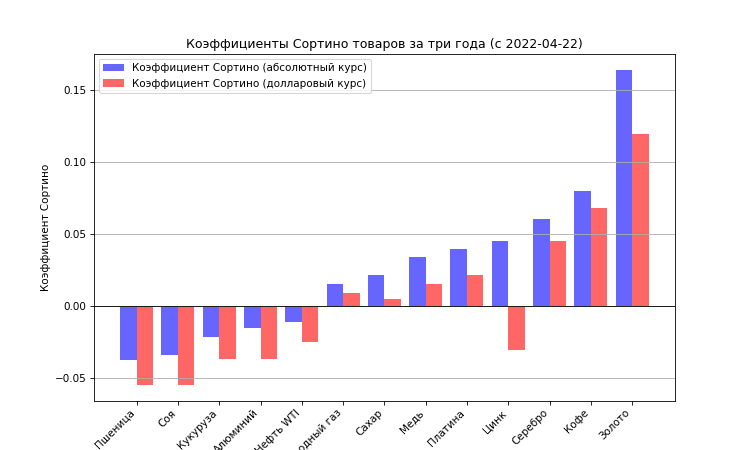 Коэффициенты Сортино товаров за три года (с 2022-04-22)
Коэффициент Сортино (абсолютный курс)
Коэффициент Сортино (долларовый курс)
Коэффициент Сортино
0.15
0.10
0.05
0.00
−0.05
Пшеница
Соя
Кукуруза
Алюминий
Нефть WTI
газ
Сахар
Медь
Платина
Цинк
Серебро
Кофе
Золото